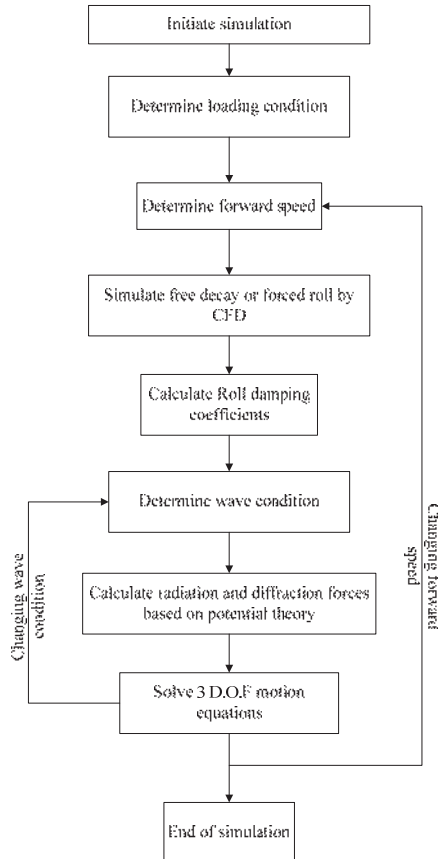 Initiate simulation
Determine loading condition
Determine forward speed
Simulate free decay or forced roll by
CFD
Calculate Roll damping
coefficients
Determine wave condition
Calculate radiation and diffraction forces
based on potential theory
Solve 3 D.O.F motion
equations
End of simulation
Changing wave
condition
Changing forward
speed